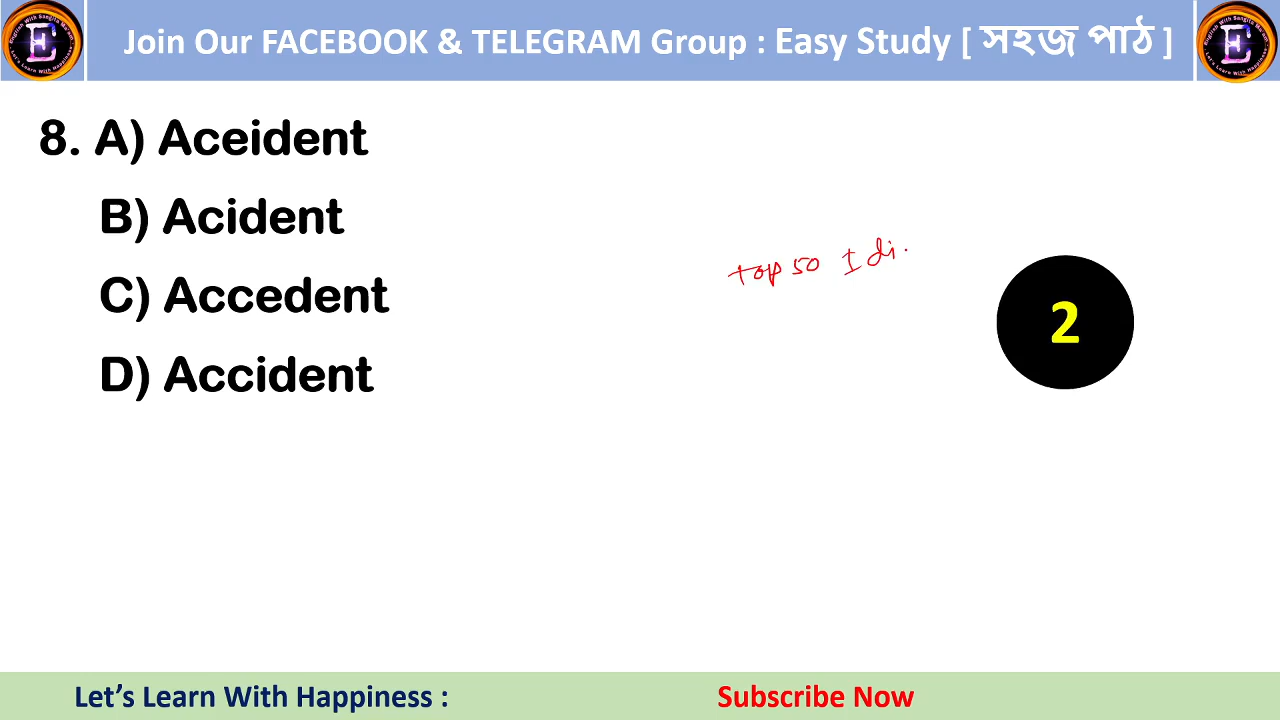 Join Our FACEBOOK & TELEGRAM Group : Easy Study [ সহজ পাঠ ]
8. A) Aceident
B) Acident
C) Accedent
D) Accident
Top 50 Idi.
2
Let's Learn With Happiness :
Subscribe Now